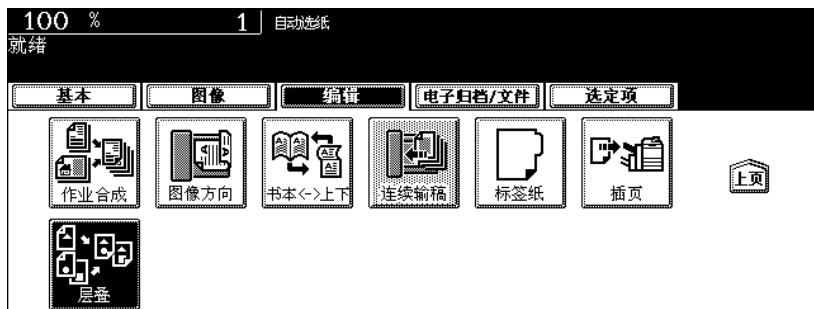 100 % 1 自动选纸
就绪
基本 图像 编辑 电子归档/文件 选定项
作业合成 图像方向 书本<->上下 连续输稿 标签纸 插页 上页
层叠